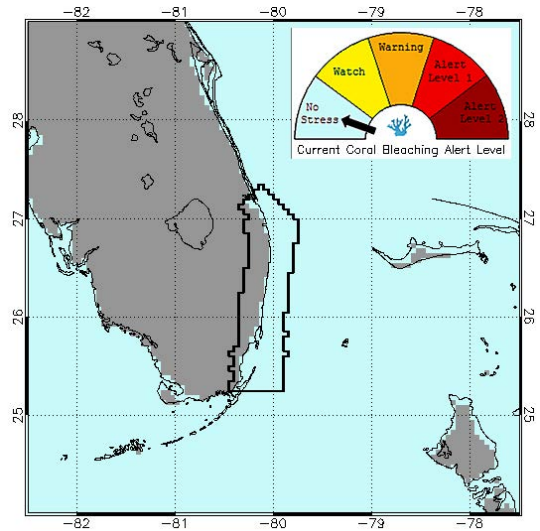 -82 -81 -80 -79 -78
Warning
Watch
Alert
Level 1
No
Stress
Alert
Level 2
Current Coral Bleaching Alert Level
28 28
27 27
26 26
25 25
-82 -81 -80 -79 -78